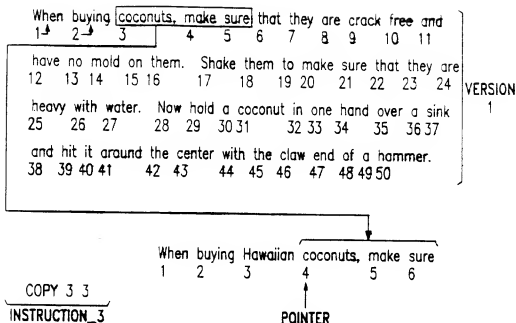 When buying coconuts, make sure that they are crack free and
1 2 3 4 5 6 7 8 9 10 11
have no mold on them. Shake them to make sure that they are
12 13 14 15 16 17 18 19 20 21 22 23 24
VERSION
1
heavy with water. Now hold a coconut in one hand over a sink
25 26 27 28 29 30 31 32 33 34 35 36 37
and hit it around the center with the claw end of a hammer.
38 39 40 41 42 43 44 45 46 47 48 49 50
When buying Hawaiian coconuts, make sure
1 2 3 4 5 6
COPY 3 3
INSTRUCTION_3
POINTER